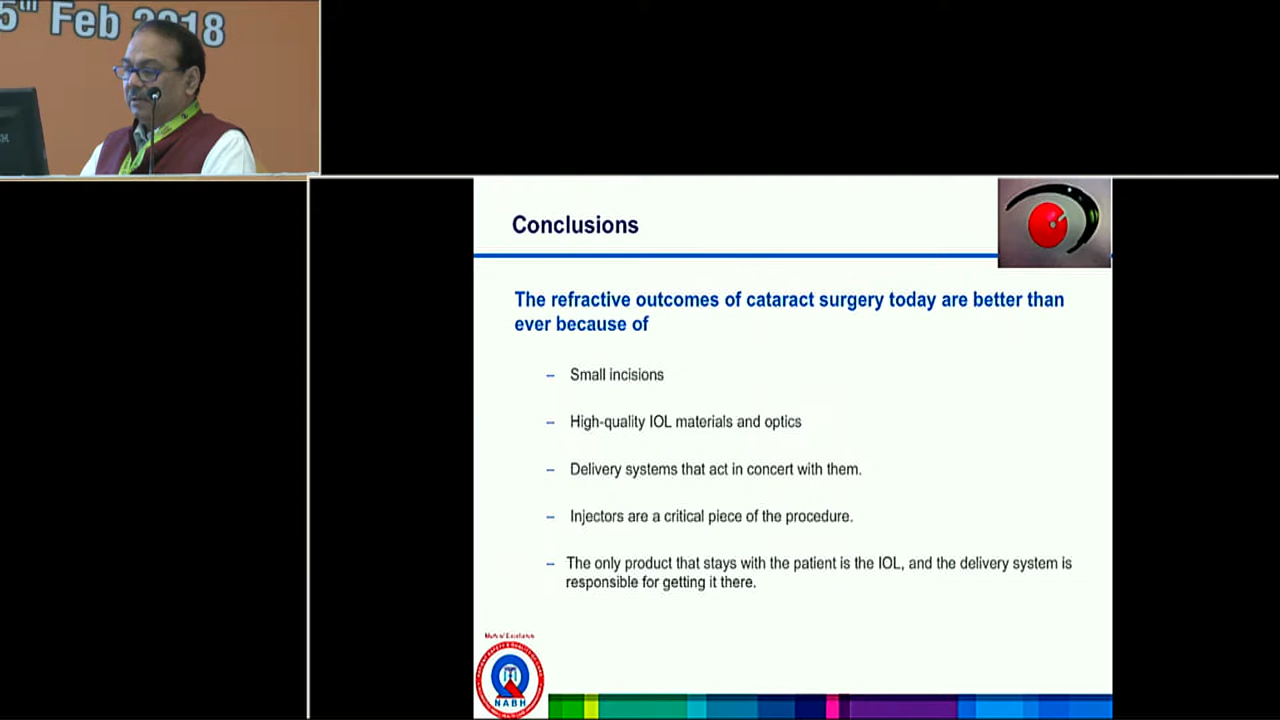 5th Feb 2018
Conclusions
The refractive outcomes of cataract surgery today are better than
ever because of
– Small incisions
– High-quality IOL materials and optics
– Delivery systems that act in concert with them.
– Injectors are a critical piece of the procedure.
– The only product that stays with the patient is the IOL, and the delivery system is
responsible for getting it there.
NABH